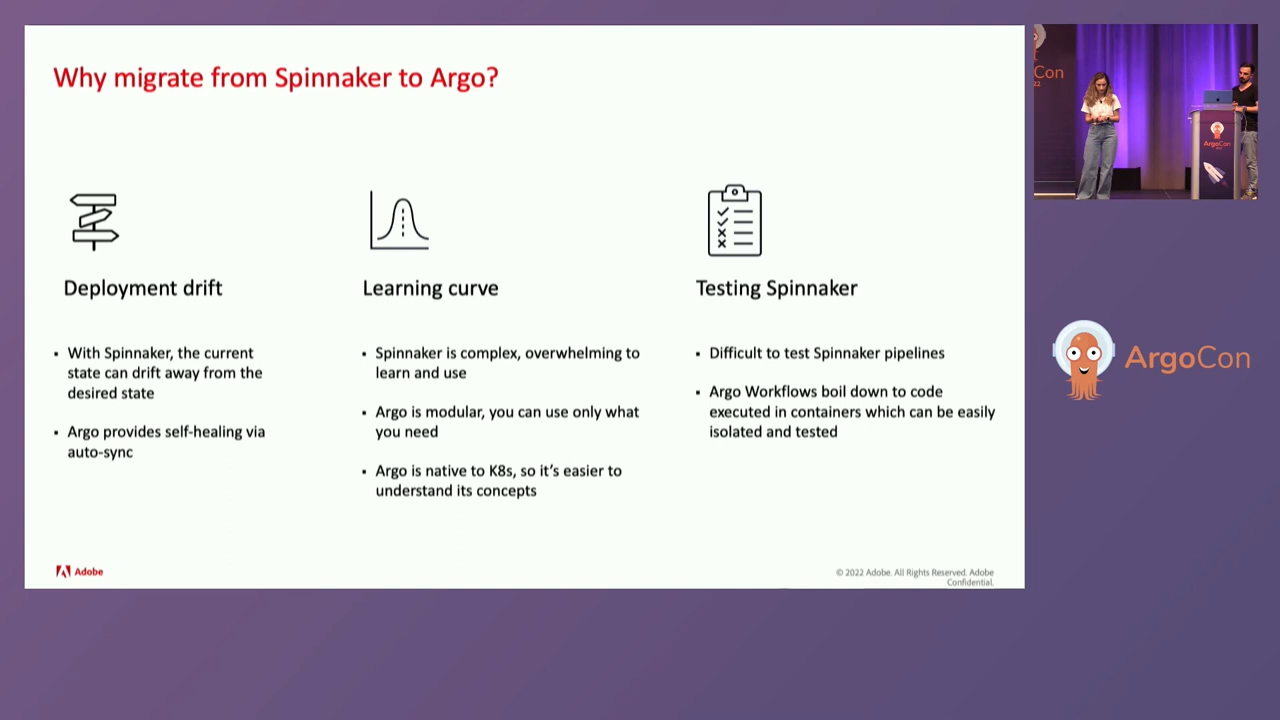 Why migrate from Spinnaker to Argo?
Deployment drift
▪ With Spinnaker, the current
state can drift away from the
desired state
▪ Argo provides self-healing via
auto-sync
Learning curve
▪ Spinnaker is complex, overwhelming to
learn and use
▪ Argo is modular, you can use only what
you need
▪ Argo is native to K8s, so it's easier to
understand its concepts
Testing Spinnaker
▪ Difficult to test Spinnaker pipelines
▪ Argo Workflows boil down to code
executed in containers which can be easily
isolated and tested
Adobe
© 2022 Adobe. All Rights Reserved. Adobe
Confidential.
Con
22
ArgoCon
ArgoCon